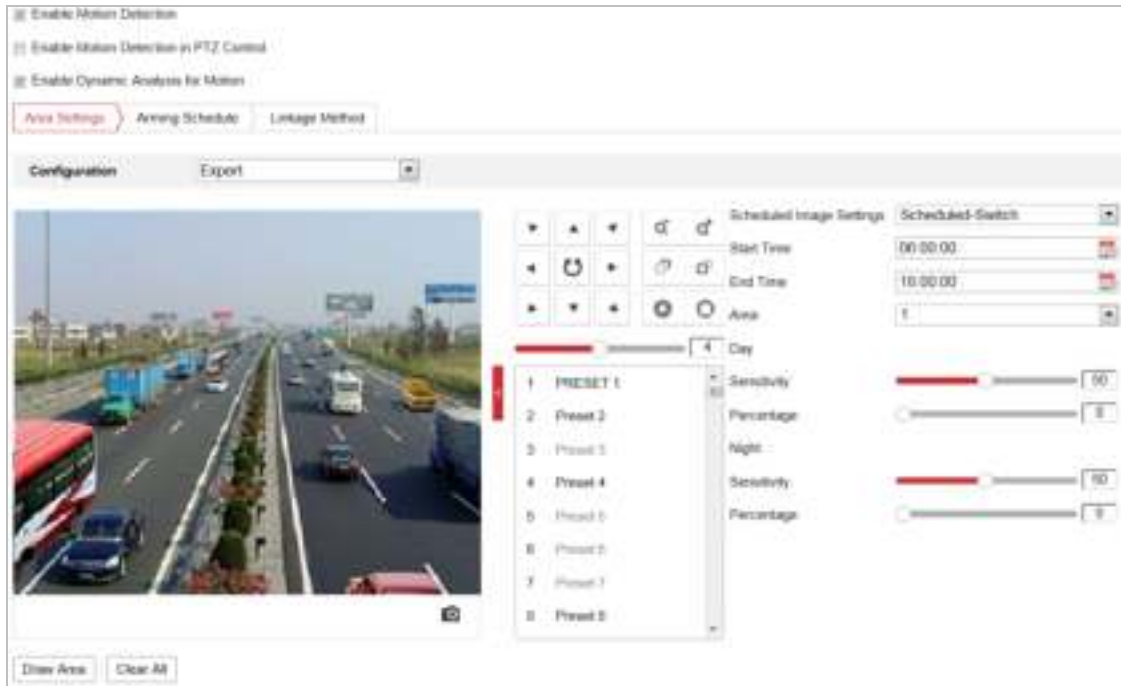 Enable Motion Detection
Enable Motion Detection in PTZ Control
Enable Dynamic Analysis for Motion
Area Settings
Arming Schedule
Linkage Method
Configuration
Expert
Scheduled Image Settings
Scheduled-Switch
Start Time
06:00:00
End Time
18:00:00
Area
1
4
Day
Sensitivity
Percentage
0
Night
Sensitivity
Percentage
0
1 PRESET 1
2 Preset 2
3
4 Preset 4
5
6
7 Preset 7
8 Preset 8
Draw Area
Clear All